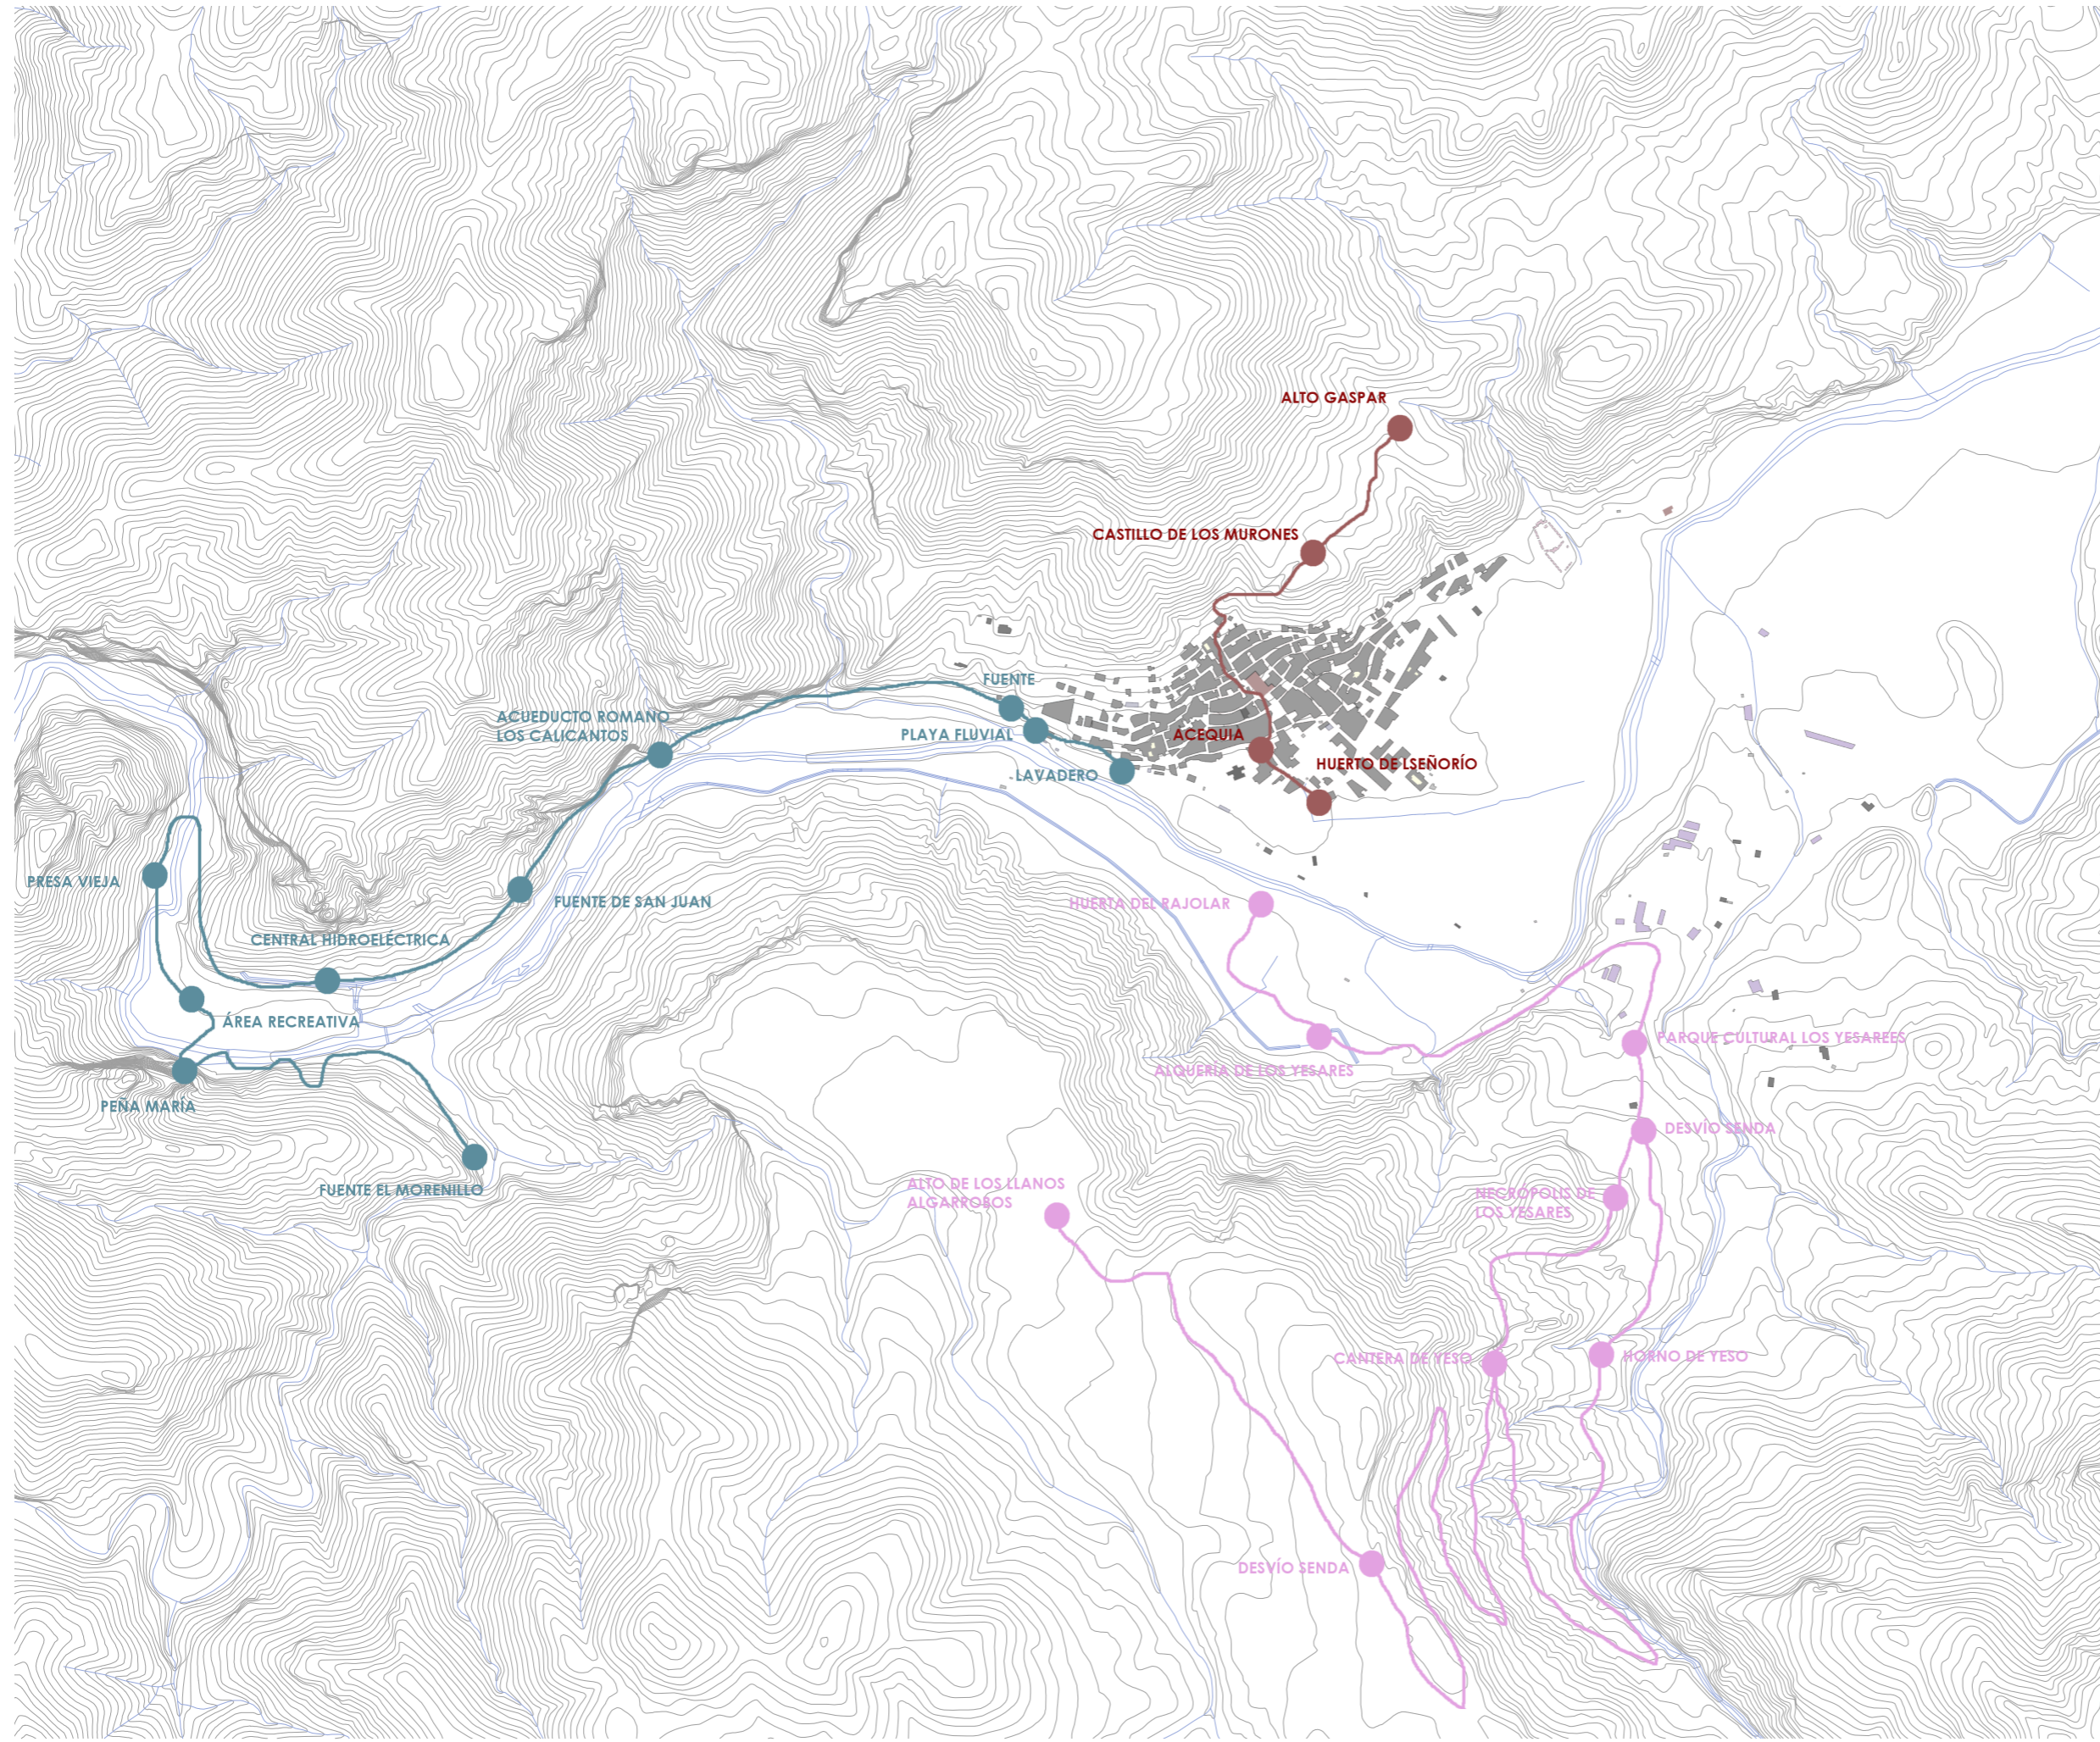 ALTO GASPAR
CASTILLO DE LOS MURONES
FUENTE
ACUEDUCTO ROMANO
LOS CALICANTOS
PLAYA FLUVIAL
ACEQUIA
HUERTO DE LSEÑORÍO
LAVADERO
PRESA VIEJA
FUENTE DE SAN JUAN
HUERTA DEL RAJOLAR
CENTRAL HIDROELÉCTRICA
ÁREA RECREATIVA
PARQUE CULTURAL LOS YESAREES
ALQUERÍA DE LOS YESARES
PEÑA MARÍA
DESVÍO SENDA
FUENTE EL MORENILLO
ALTO DE LOS LLANOS
ALGARROBOS
NECRÓPOLIS DE
LOS YESARES
CANTERA DE YESO
HORNO DE YESO
DESVÍO SENDA